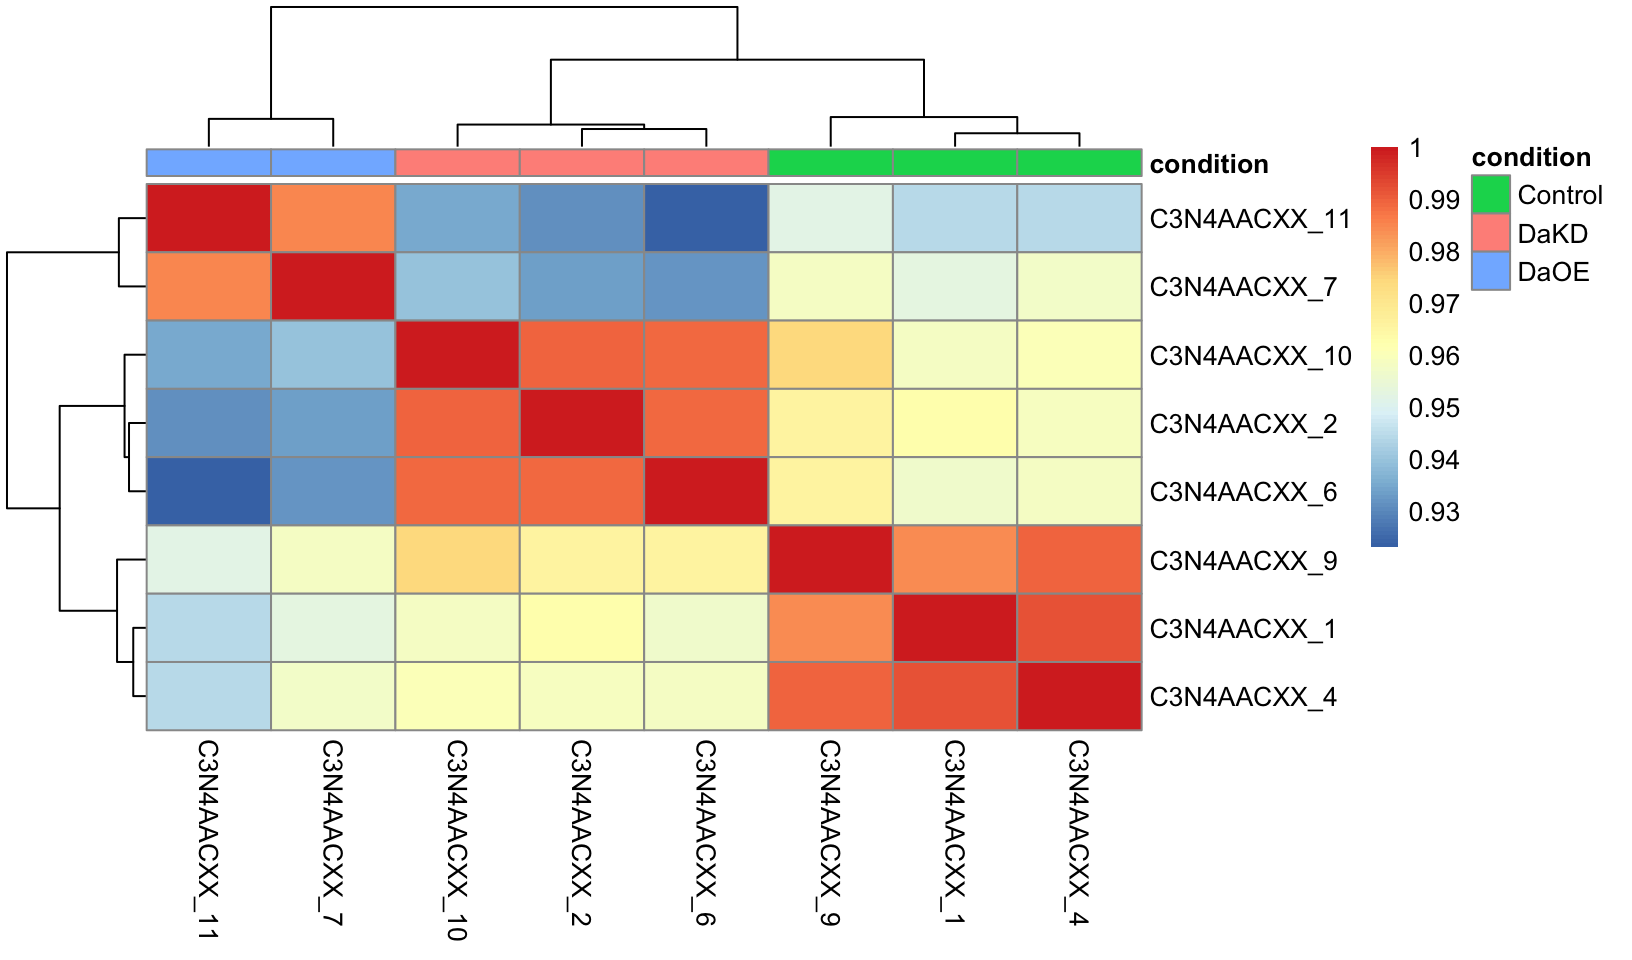 condition
C3N4AACXX_11
C3N4AACXX_7
C3N4AACXX_10
C3N4AACXX_2
C3N4AACXX_6
C3N4AACXX_9
C3N4AACXX_1
C3N4AACXX_4
C3N4AACXX_11
C3N4AACXX_7
C3N4AACXX_10
C3N4AACXX_2
C3N4AACXX_6
C3N4AACXX_9
C3N4AACXX_1
C3N4AACXX_4
1
0.99
0.98
0.97
0.96
0.95
0.94
0.93
condition
Control
DaKD
DaOE